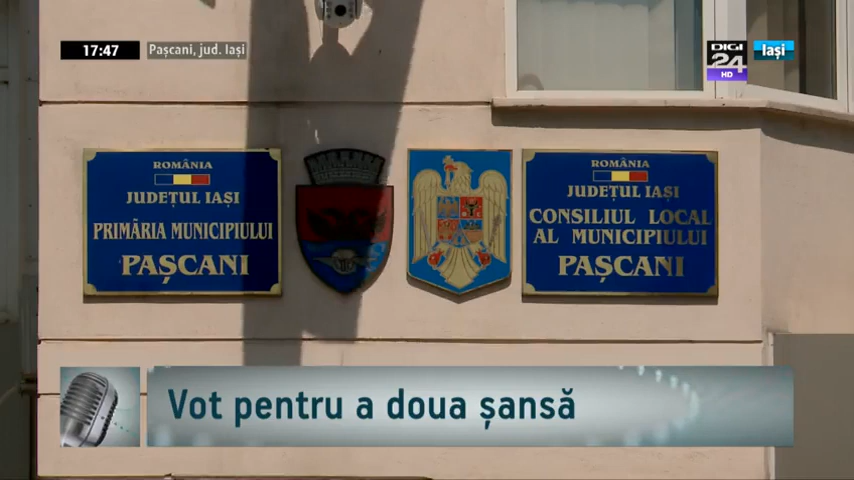 17:47
Pașcani, jud. Iași
DIGI
24
HD
Iași
ROMÂNIA
JUDEȚUL IAȘI
PRIMĂRIA MUNICIPIULUI
PAȘCANI
ROMÂNIA
JUDEȚUL IAȘI
CONSILIUL LOCAL
AL MUNICIPIULUI
PAȘCANI
Vot pentru a doua șansă